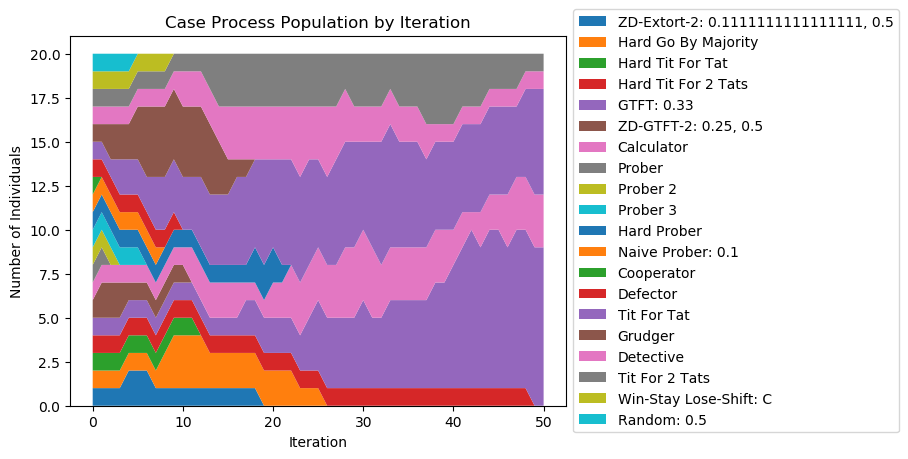 Case Process Population by Iteration
Number of Individuals
20.0
17.5
15.0
12.5
10.0
7.5
5.0
2.5
0.0
0 10 20 30 40 50
Iteration
ZD-Extort-2: 0.1111111111111111, 0.5
Hard Go By Majority
Hard Tit For Tat
Hard Tit For 2 Tats
GTFT: 0.33
ZD-GTFT-2: 0.25, 0.5
Calculator
Prober
Prober 2
Prober 3
Hard Prober
Naive Prober: 0.1
Cooperator
Defector
Tit For Tat
Grudger
Detective
Tit For 2 Tats
Win-Stay Lose-Shift: C
Random: 0.5